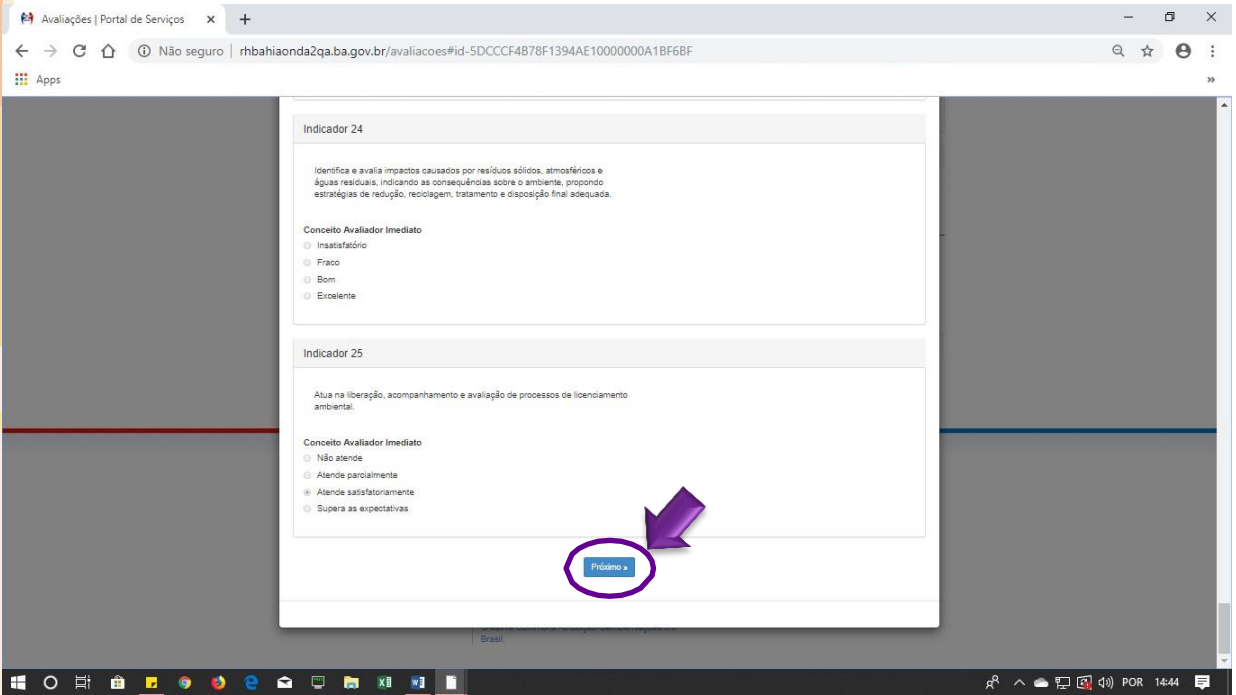 Avaliações | Portal de Serviços
Não seguro | rhbahiaonda2qa.ba.gov.br/avaliacoes#id-5DCCCF4B78F1394AE10000000A1BF6BF
Apps
Indicador 24
Identifica e avalia impactos causados por resíduos sólidos, atmosféricos e
águas residuais, indicando as consequências sobre o ambiente, propondo
estratégias de redução, reciclagem, tratamento e disposição final adequada.
Conceito Avaliador Imediato
Insatisfatório
Fraco
Bom
Excelente
Indicador 25
Atua na liberação, acompanhamento e avaliação de processos de licenciamento
ambiental.
Conceito Avaliador Imediato
Não atende
Atende parcialmente
Atende satisfatoriamente
Supera as expectativas
Próximo »
Brasil.
POR 14:44